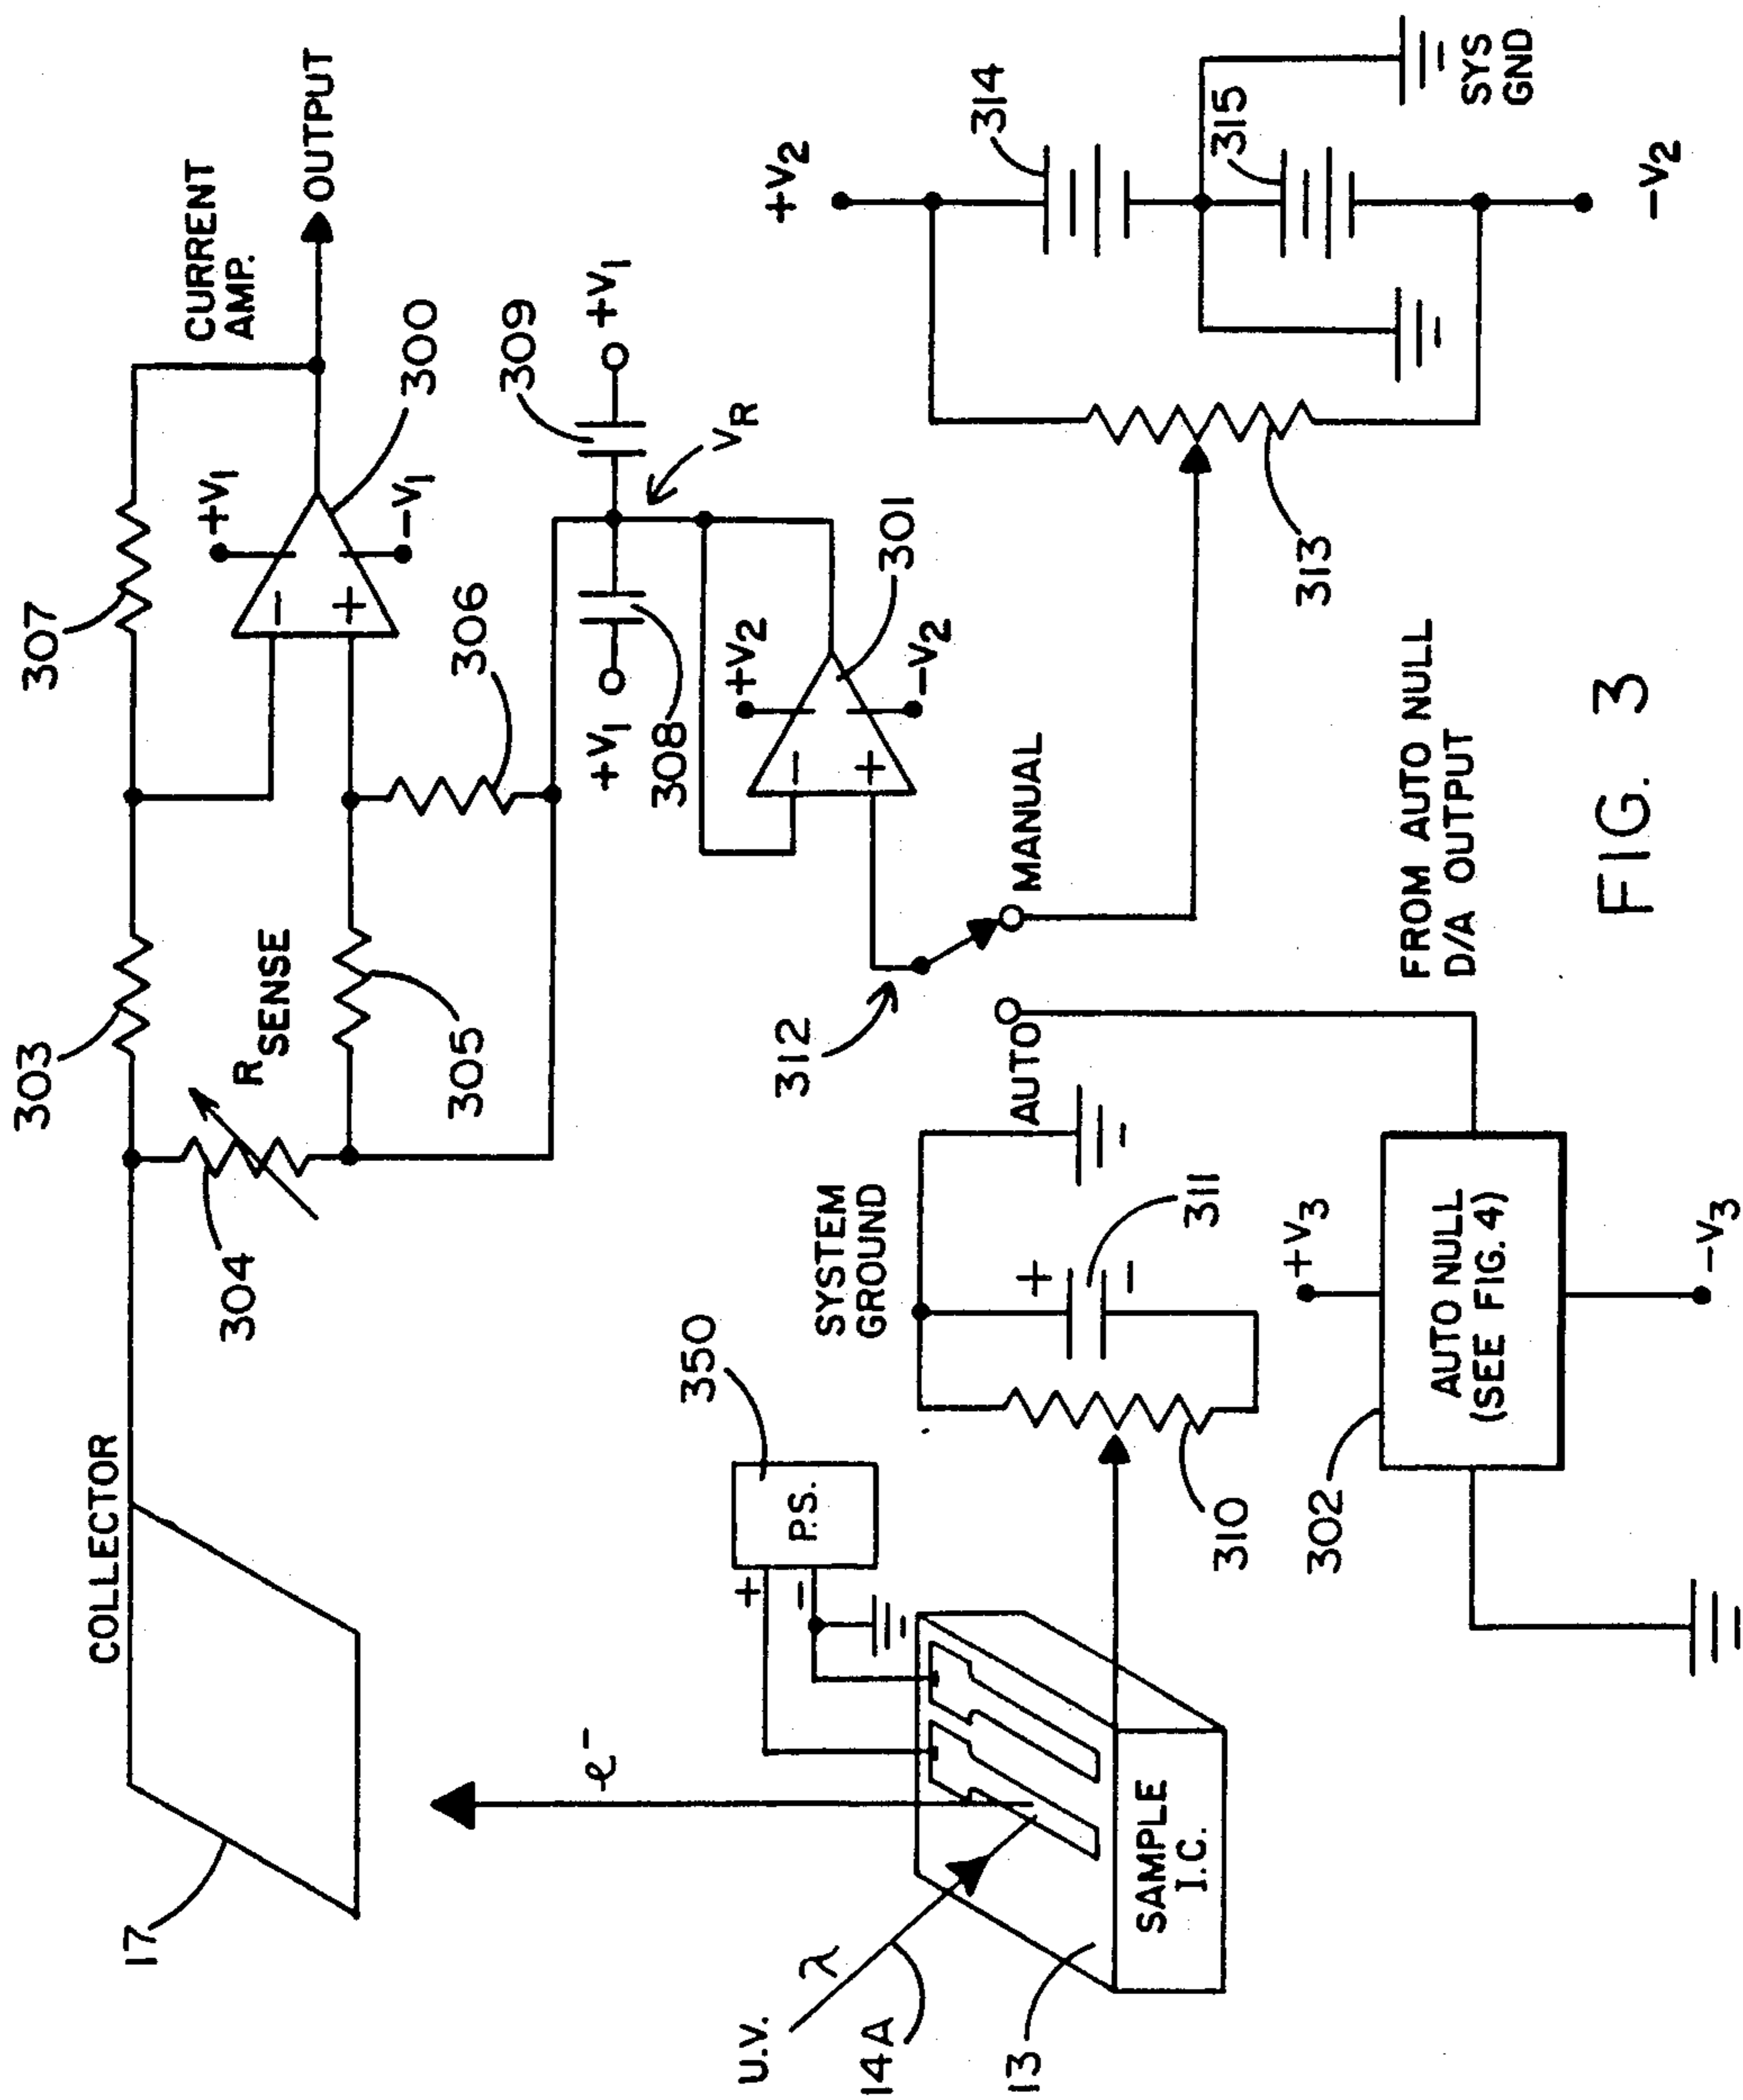 COLLECTOR
17
303
307
304
R SENSE
305
306
CURRENT
AMP.
300
+V1
-V1
-
+
OUTPUT
309
+V1
+V1
308
VR
301
+V2
-V2
-
+
312
MANUAL
AUTO
313
+V2
314
315
-V2
SYS
GND
350
P.S.
+
-
e-
U.V.
λ
14A
13
SAMPLE
I.C.
SYSTEM
GROUND
+
-
311
310
302
+V3
AUTO NULL
(SEE FIG. 4)
-V3
FROM AUTO NULL
D/A OUTPUT
FIG. 3